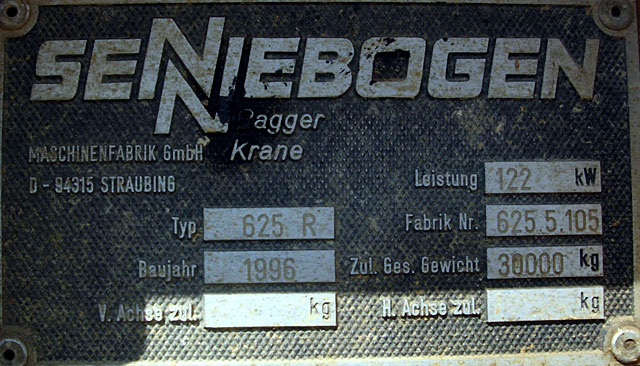 SENNEBOGEN
Bagger
MASCHINENFABRIK GmbH Krane
D - 94315 STRAUBING
Leistung 122 kW
Typ 625 R Fabrik Nr. 625.5.105
Baujahr 1996 Zul. Ges. Gewicht 30000 kg
V. Achse zul. kg H. Achse zul. kg